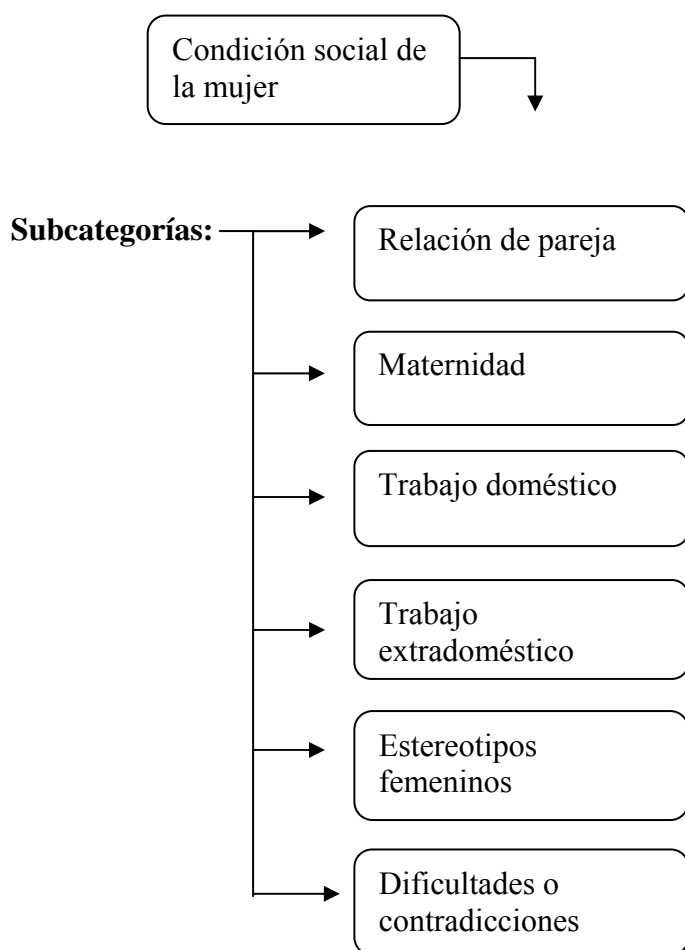 Condición social de
la mujer
Subcategorías:
Relación de pareja
Maternidad
Trabajo doméstico
Trabajo
extradoméstico
Estereotipos
femeninos
Dificultades o
contradicciones